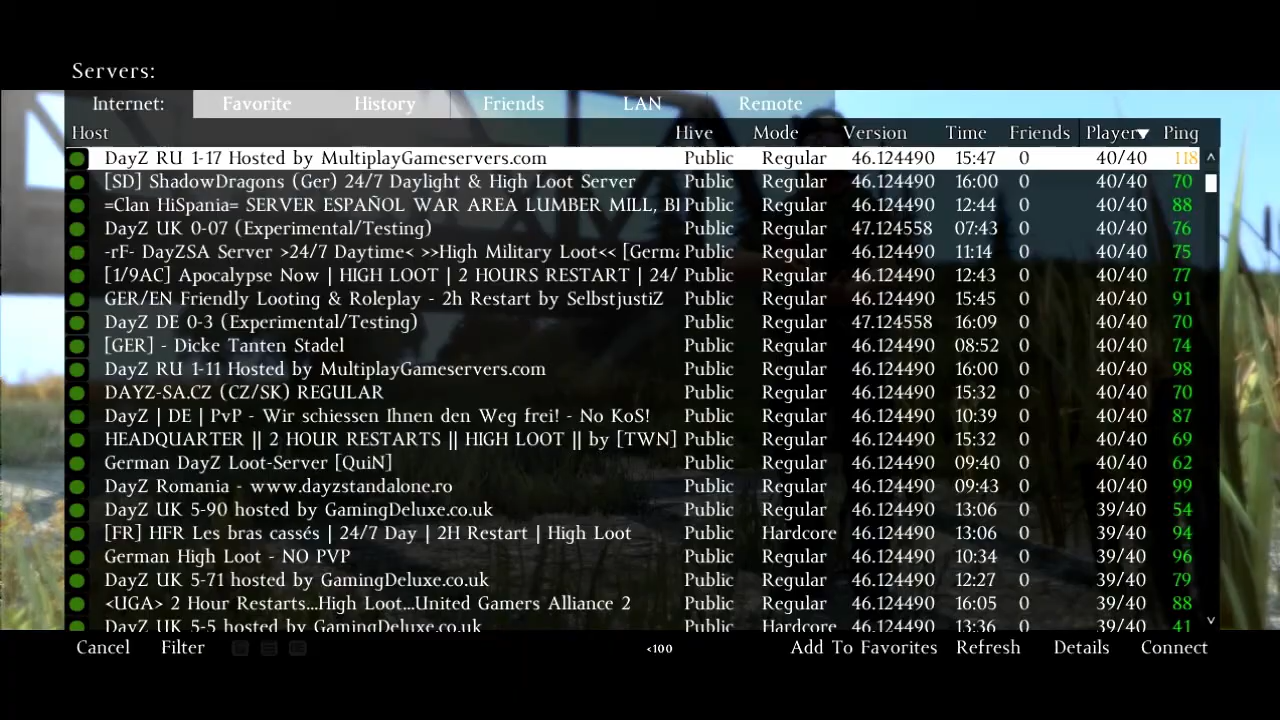 Servers:
Internet: Favorite History Friends LAN Remote
Host Hive Mode Version Time Friends Player Ping
DayZ RU 1-17 Hosted by MultiplayGameservers.com Public Regular 46.124490 15:47 0 40/40 118
[SD] ShadowDragons (Ger) 24/7 Daylight & High Loot Server Public Regular 46.124490 16:00 0 40/40 70
=Clan HiSpania= SERVER ESPAÑOL WAR AREA LUMBER MILL, Public Regular 46.124490 12:44 0 40/40 88
DayZ UK 0-07 (Experimental/Testing) Public Regular 47.124558 07:43 0 40/40 76
-rF- DayZSA Server >24/7 Daytime< >>High Military Loot<< [Germa Public Regular 46.124490 11:14 0 40/40 75
[1/9AC] Apocalypse Now | HIGH LOOT | 2 HOURS RESTART | 24/ Public Regular 46.124490 12:43 0 40/40 77
GER/EN Friendly Looting & Roleplay - 2h Restart by SelbstjustiZ Public Regular 46.124490 15:45 0 40/40 91
DayZ DE 0-3 (Experimental/Testing) Public Regular 47.124558 16:09 0 40/40 70
[GER] - Dicke Tanten Stadel Public Regular 46.124490 08:52 0 40/40 74
DayZ RU 1-11 Hosted by MultiplayGameservers.com Public Regular 46.124490 16:00 0 40/40 98
DAYZ-SA.CZ (CZ/SK) REGULAR Public Regular 46.124490 15:32 0 40/40 70
DayZ | DE | PvP - Wir schiessen Ihnen den Weg frei! - No KoS! Public Regular 46.124490 10:39 0 40/40 87
HEADQUARTER || 2 HOUR RESTARTS || HIGH LOOT || by [TWN] Public Regular 46.124490 15:32 0 40/40 69
German DayZ Loot-Server [QuiN] Public Regular 46.124490 09:40 0 40/40 62
DayZ Romania - www.dayzstandalone.ro Public Regular 46.124490 09:43 0 40/40 99
DayZ UK 5-90 hosted by GamingDeluxe.co.uk Public Regular 46.124490 13:06 0 39/40 54
[FR] HFR Les bras cassés | 24/7 Day | 2H Restart | High Loot Public Hardcore 46.124490 13:06 0 39/40 94
German High Loot - NO PVP Public Regular 46.124490 10:34 0 39/40 96
DayZ UK 5-71 hosted by GamingDeluxe.co.uk Public Regular 46.124490 12:27 0 39/40 79
<UGA> 2 Hour Restarts...High Loot...United Gamers Alliance 2 Public Regular 46.124490 16:05 0 39/40 88
DayZ UK 5-5 hosted by GamingDeluxe.co.uk Public Hardcore 46.124490 13:36 0 39/40 41
Cancel Filter <100 Add To Favorites Refresh Details Connect